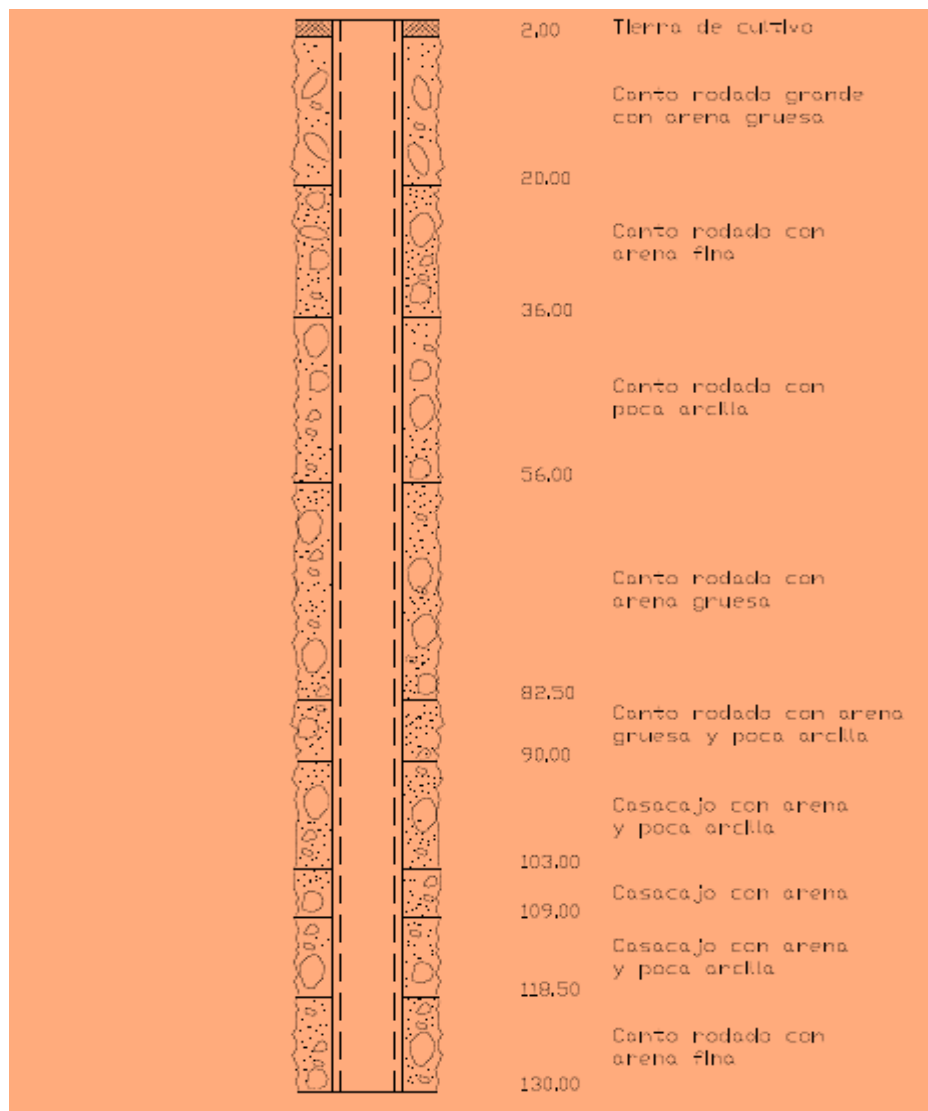 2.00 Tierra de cultivo
Canto rodado grande
con arena gruesa
20.00
Canto rodado con
arena fina
36.00
Canto rodado con
poca arcilla
56.00
Canto rodado con
arena gruesa
82.50
Canto rodado con arena
gruesa y poca arcilla
90.00
Casacajo con arena
y poca arcilla
103.00
Casacajo con arena
109.00
Casacajo con arena
y poca arcilla
118.50
Canto rodado con
arena fina
130.00